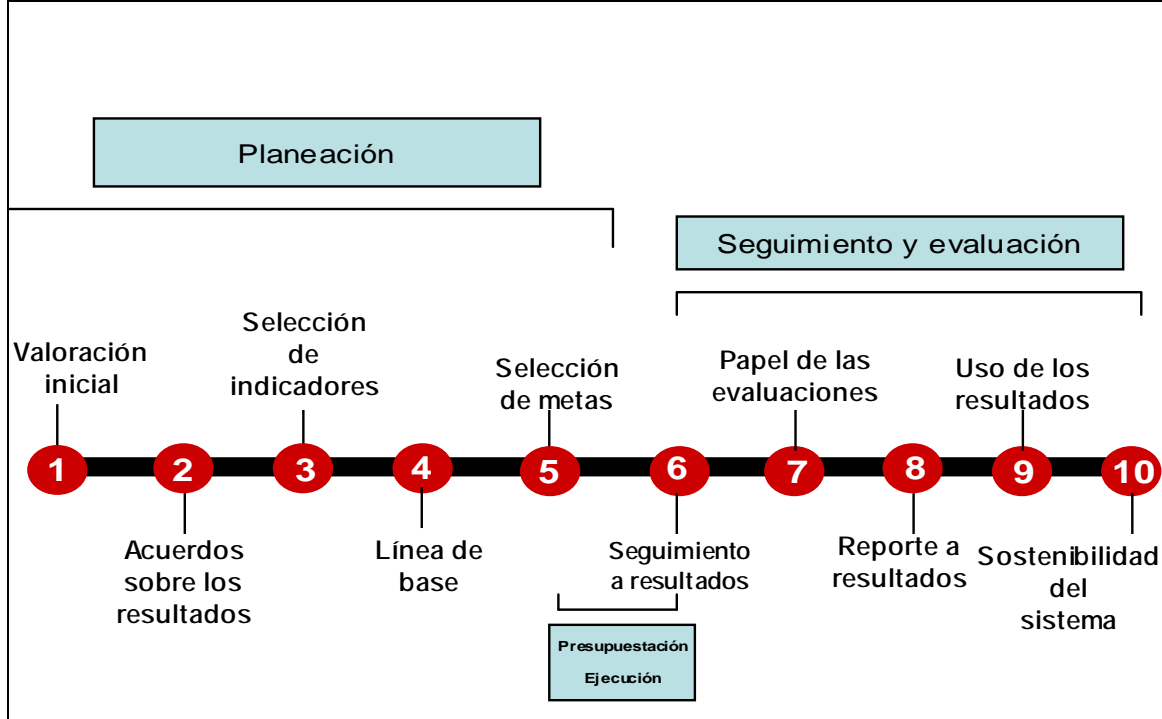 Planeación
Seguimiento y evaluación
Valoración
inicial
Selección
de
indicadores
Selección
de metas
Papel de las
evaluaciones
Uso de los
resultados
1
2
3
4
5
6
7
8
9
10
Acuerdos
sobre los
resultados
Línea de
base
Seguimiento
a resultados
Reporte a
resultados
Sostenibilidad
del
sistema
Presupuestación
Ejecución